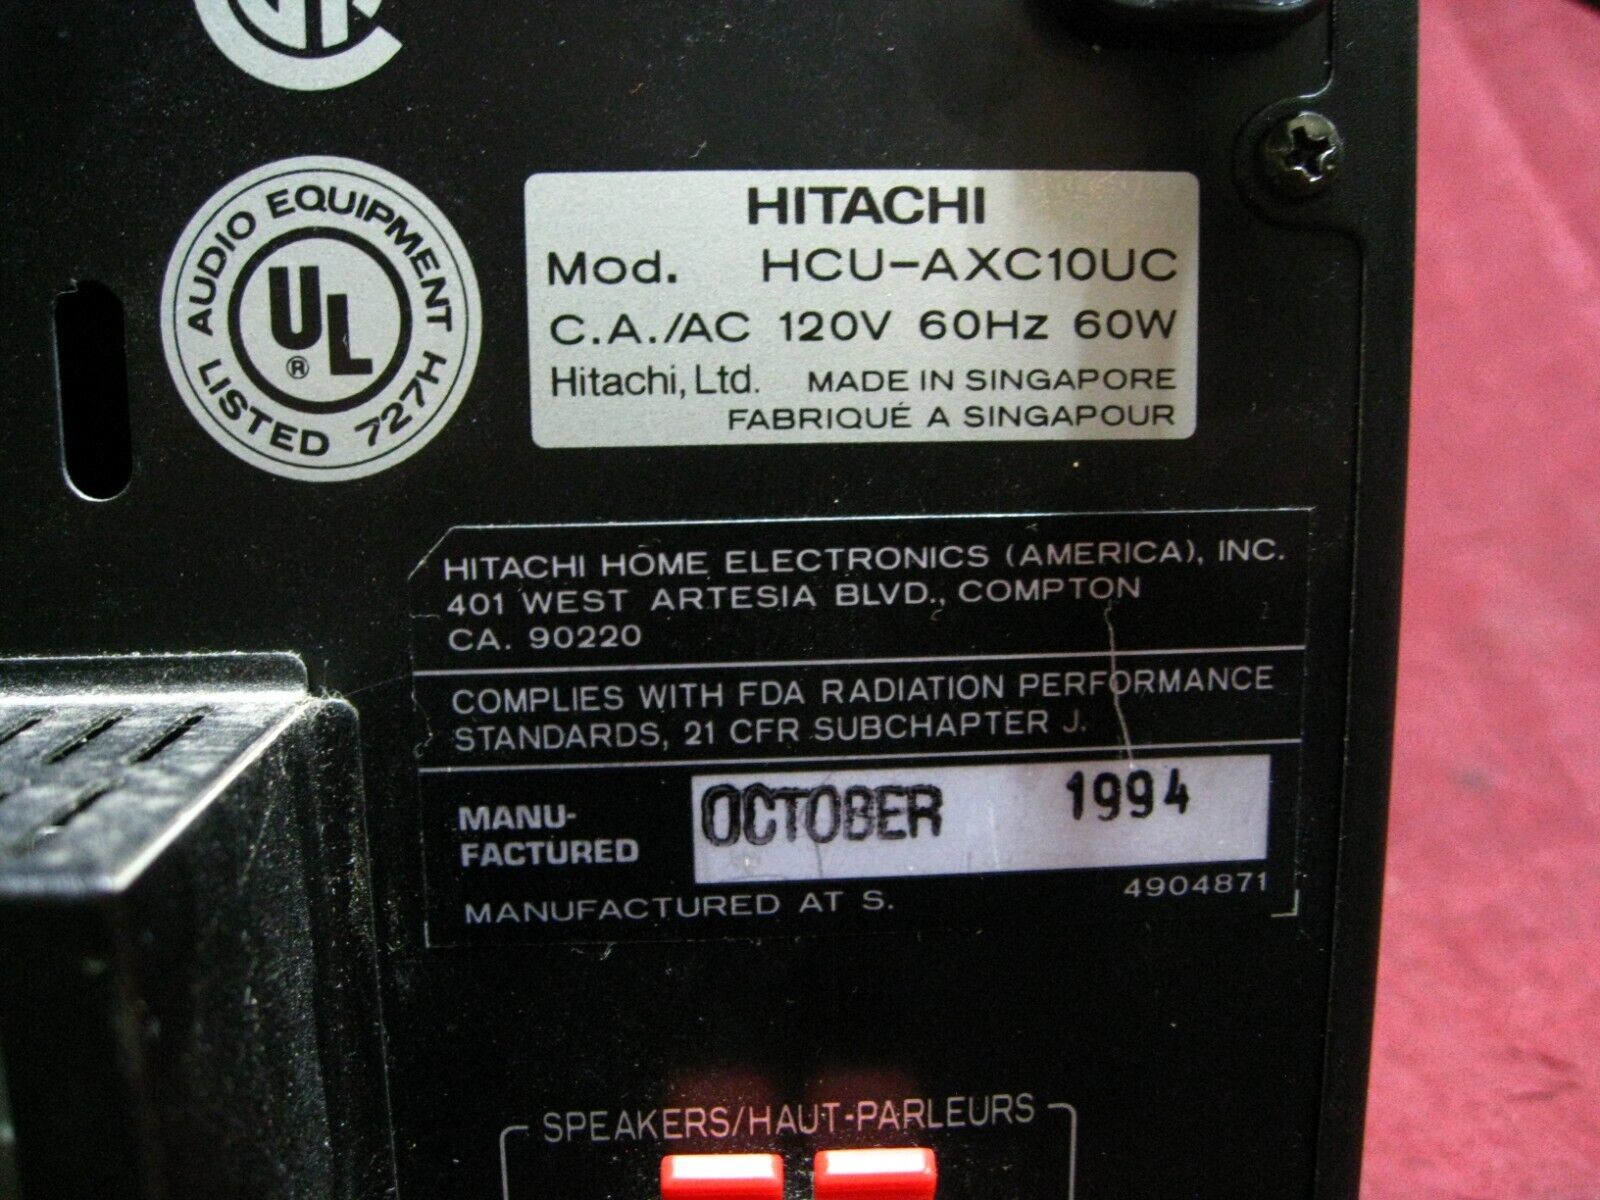 AUDIO EQUIPMENT
UL
®
LISTED 727H
HITACHI
Mod. HCU-AXC10UC
C.A./AC 120V 60Hz 60W
Hitachi, Ltd. MADE IN SINGAPORE
FABRIQUÉ A SINGAPOUR
HITACHI HOME ELECTRONICS (AMERICA), INC.
401 WEST ARTESIA BLVD., COMPTON
CA. 90220
COMPLIES WITH FDA RADIATION PERFORMANCE
STANDARDS, 21 CFR SUBCHAPTER J.
MANU-
FACTURED
OCTOBER 1994
MANUFACTURED AT S. 4904871
SPEAKERS/HAUT-PARLEURS